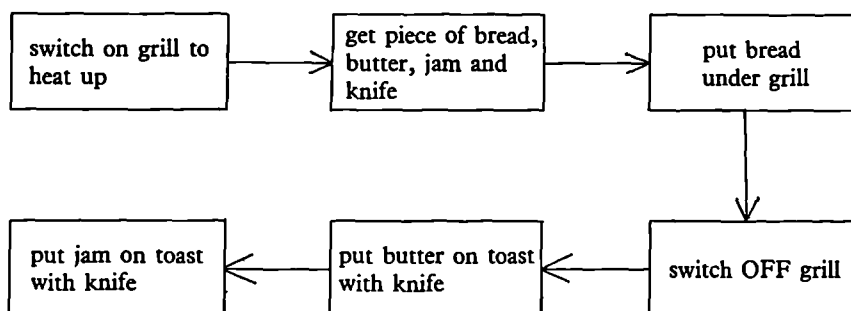 switch on grill to
heat up
get piece of bread,
butter, jam and
knife
put bread
under grill
switch OFF grill
put butter on toast
with knife
put jam on toast
with knife